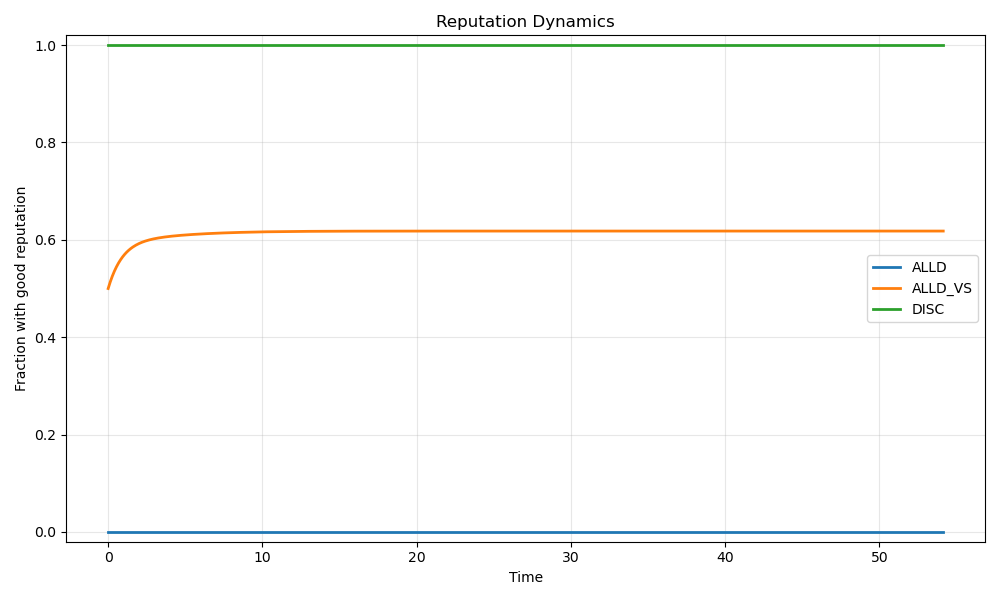 Reputation Dynamics
Fraction with good reputation
1.0
0.8
0.6
0.4
0.2
0.0
ALLD
ALLD_VS
DISC
0 10 20 30 40 50
Time